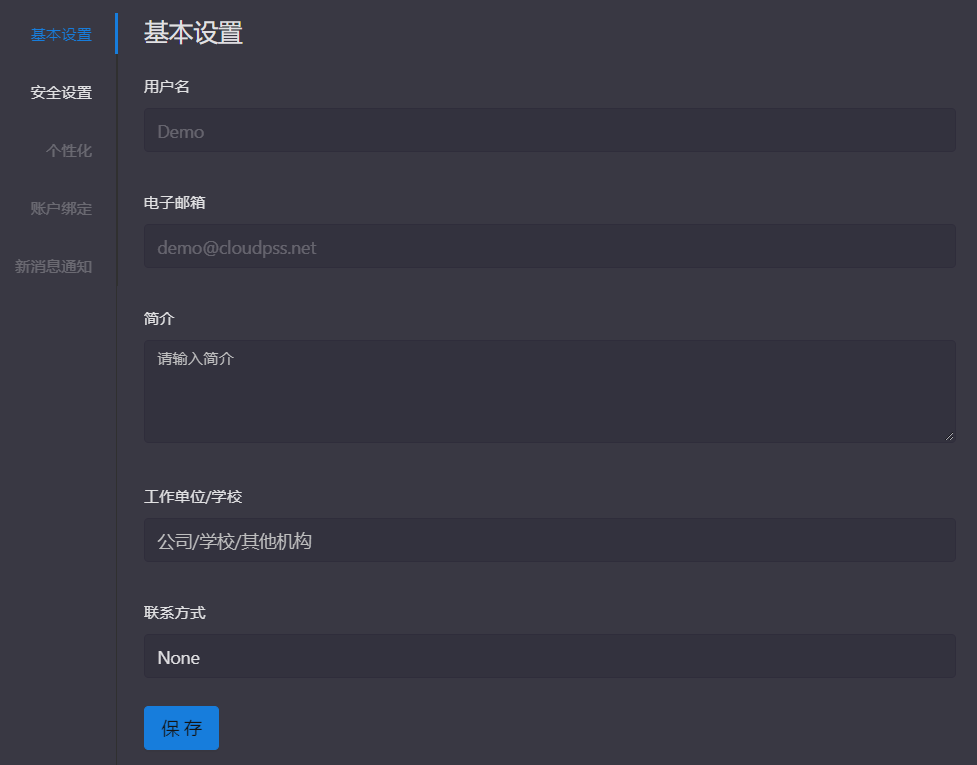 基本设置
安全设置
个性化
账户绑定
新消息通知
基本设置
用户名
Demo
电子邮箱
demo@cloudpss.net
简介
请输入简介
工作单位/学校
公司/学校/其他机构
联系方式
None
保 存